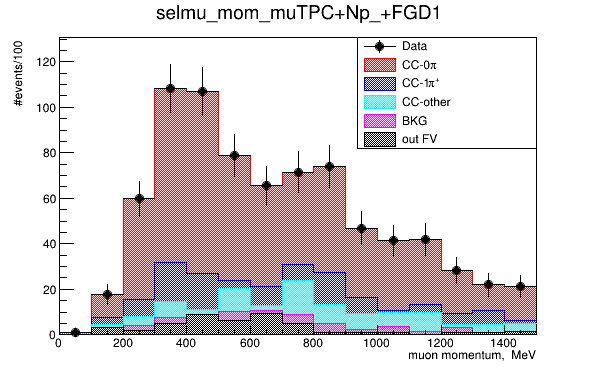 selmu_mom_muTPC+Np_+FGD1
#events/100
Data
CC-0π
CC-1π⁺
CC-other
BKG
out FV
120
100
80
60
40
20
0
0 200 400 600 800 1000 1200 1400
muon momentum, MeV